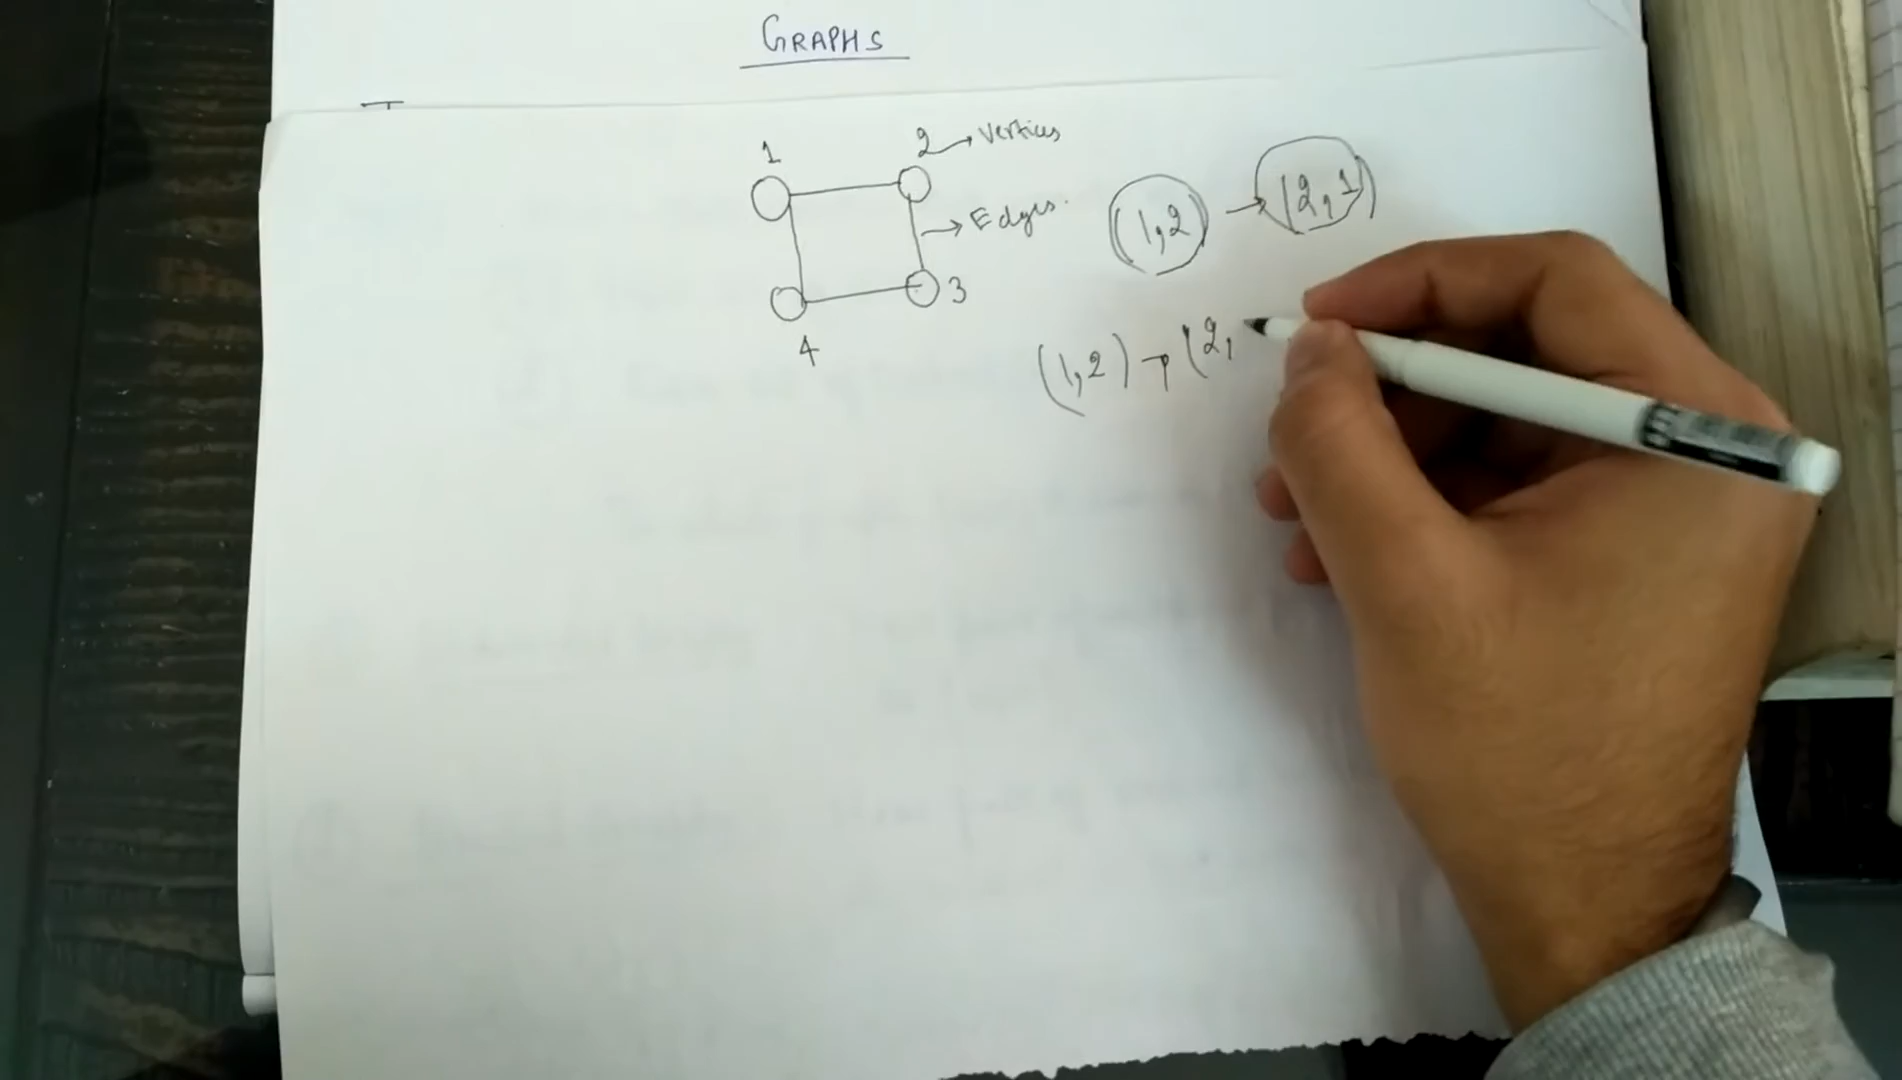 GRAPHS
1
2 → Vertices
→ Edges.
3
4
(1,2) → (2,1)
(1,2) → (2,